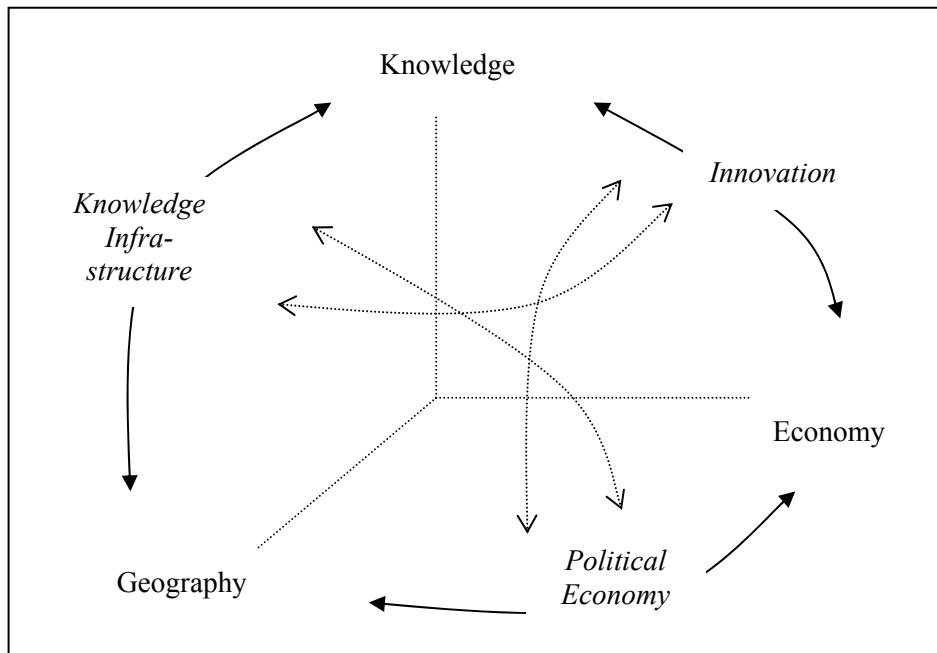 Knowledge
Innovation
Knowledge
Infra-
structure
Economy
Political
Economy
Geography